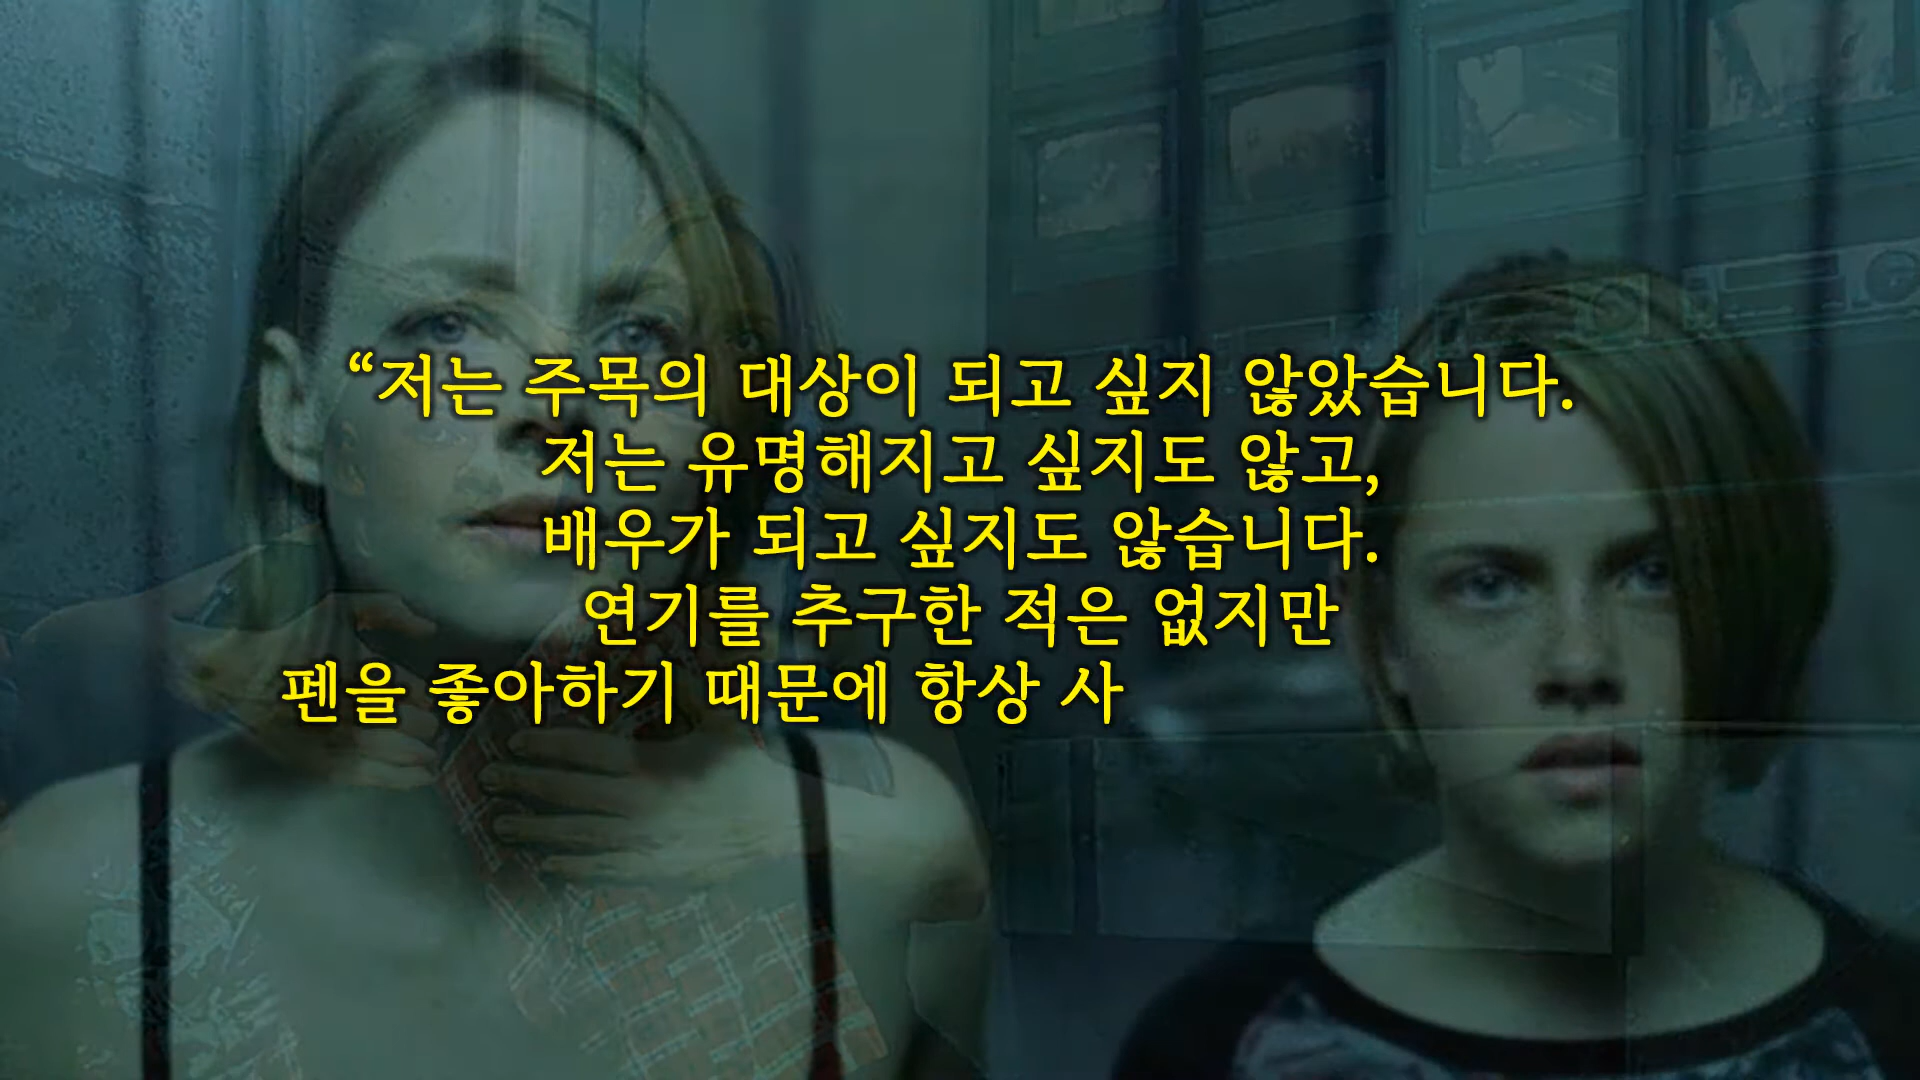 “저는 주목의 대상이 되고 싶지 않았습니다.
저는 유명해지고 싶지도 않고,
배우가 되고 싶지도 않습니다.
연기를 추구한 적은 없지만
펜을 좋아하기 때문에 항상 사